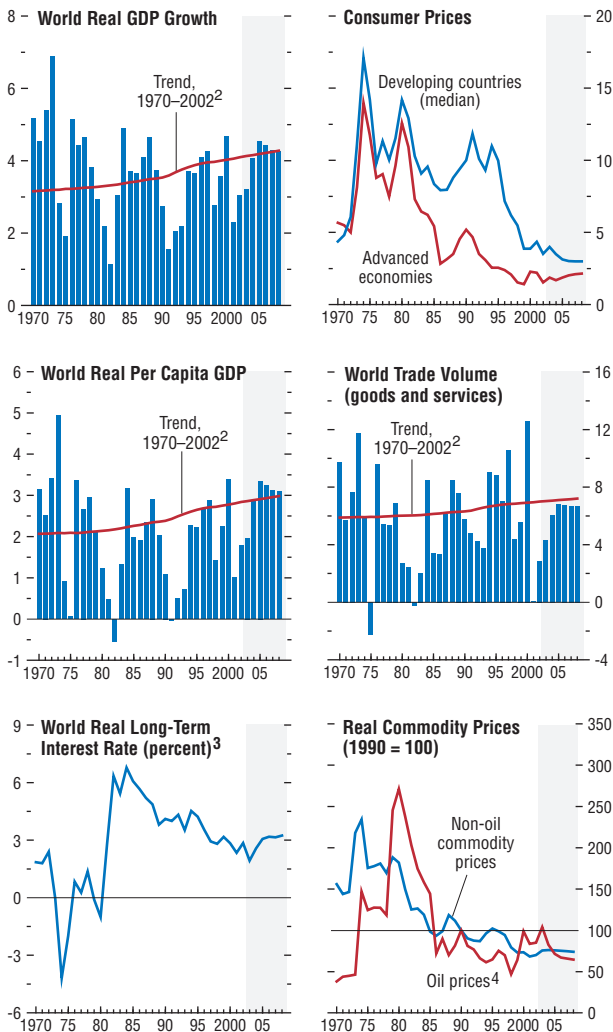 World Real GDP Growth
8
6
4
2
0
Trend,
1970–2002²
1970 75 80 85 90 95 2000 05
Consumer Prices
20
15
10
5
0
Developing countries
(median)
Advanced
economies
1970 75 80 85 90 95 2000 05
World Real Per Capita GDP
6
5
4
3
2
1
0
-1
Trend,
1970–2002²
1970 75 80 85 90 95 2000 05
World Trade Volume
(goods and services)
16
12
8
4
0
-4
Trend,
1970–2002²
1970 75 80 85 90 95 2000 05
World Real Long-Term
Interest Rate (percent)³
9
6
3
0
-3
-6
1970 75 80 85 90 95 2000 05
Real Commodity Prices
(1990 = 100)
350
300
250
200
150
100
50
0
Non-oil
commodity
prices
Oil prices⁴
1970 75 80 85 90 95 2000 05